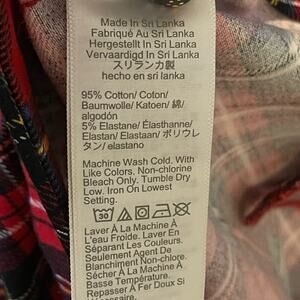 Made In Sri Lanka
Fabriqué Au Sri Lanka
Hergestellt In Sri Lanka
Vervaardigd In Sri Lanka
スリランカ製
hecho en sri lanka
95% Cotton/ Coton/
Baumwolle/ Katoen/ 綿/
algodón
5% Elastane/ Élasthanne/
Elastan/ Elastaan/ ポリウレ
タン/ elastano
Machine Wash Cold. With
Like Colors. Non-chlorine
Bleach Only. Tumble Dry
Low. Iron On Lowest
Setting.
30
Laver À La Machine À
L'eau Froide. Laver En
Séparant Les Couleurs.
Seulement Agent De
Blanchiment Non-
Chloré.
Sécher À La Machine À
Basse Température.
Repasser À Fer Doux Si
Nécessaire.